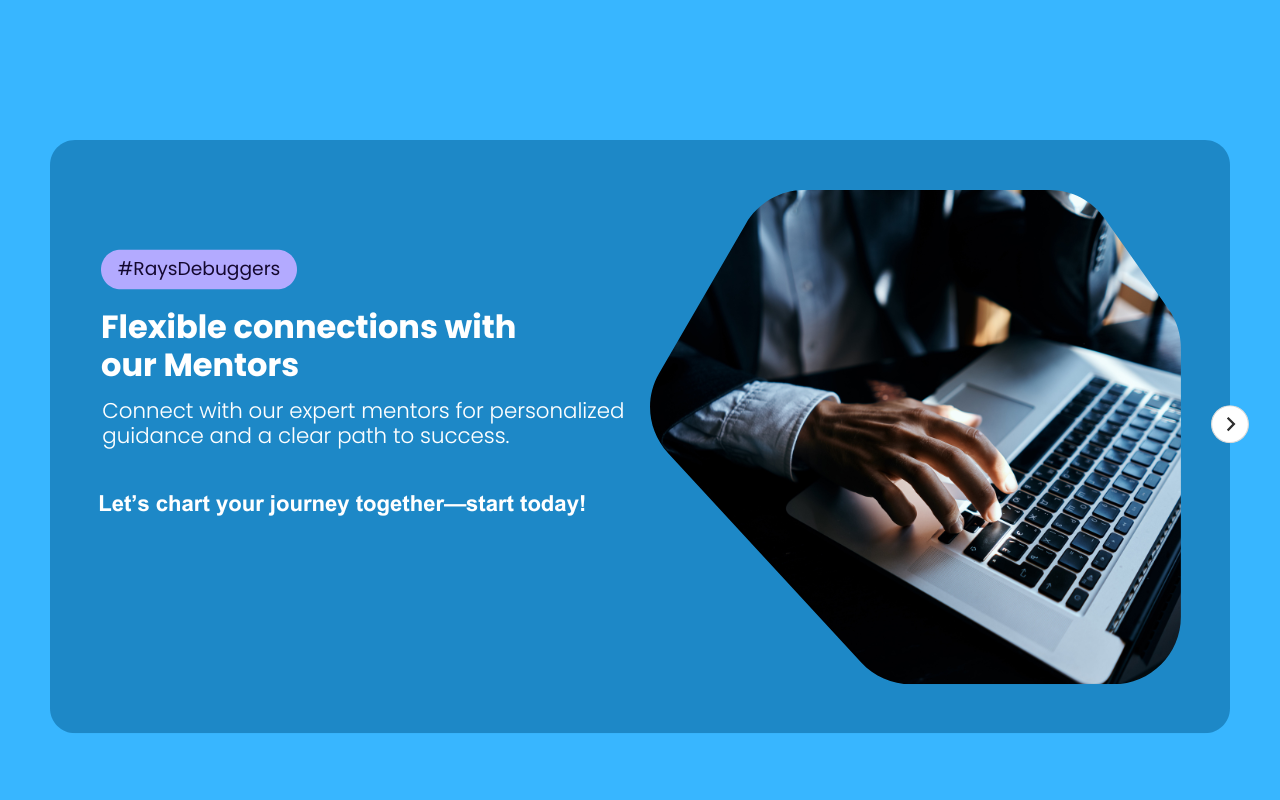 #RaysDebuggers
Flexible connections with
our Mentors
Connect with our expert mentors for personalized
guidance and a clear path to success.
Let’s chart your journey together—start today!